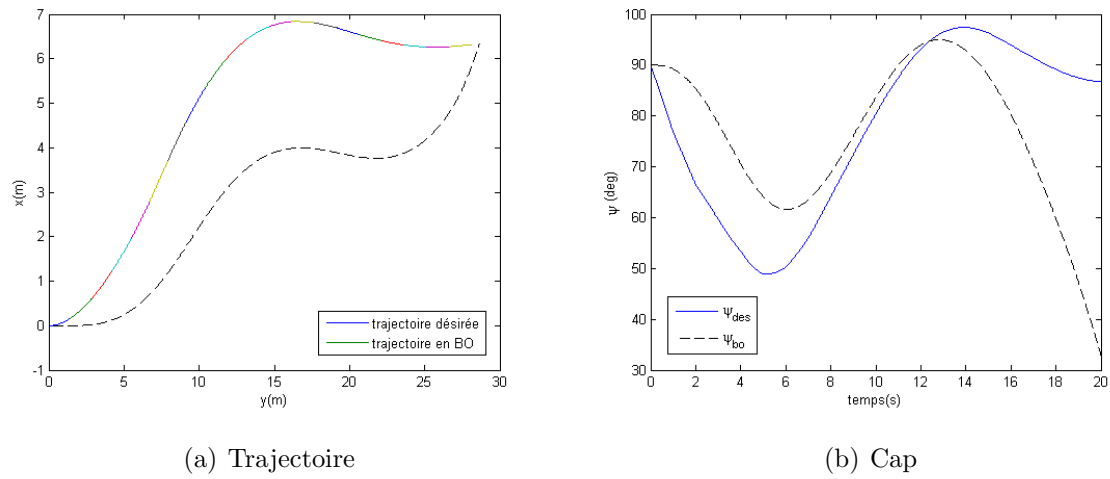 7
6
5
4
3
2
1
0
-1
0 5 10 15 20 25 30
x(m)
y(m)
trajectoire désirée
trajectoire en BO
(a) Trajectoire
100
90
80
70
60
50
40
30
0 2 4 6 8 10 12 14 16 18 20
Ψ (deg)
temps(s)
Ψdes
Ψbo
(b) Cap